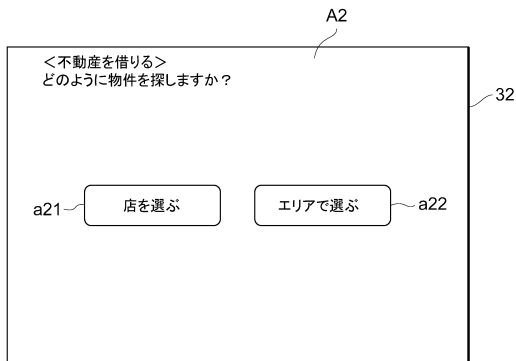 A2
＜不動産を借りる＞
どのように物件を探しますか？
32
a21
店を選ぶ
エリアで選ぶ
a22